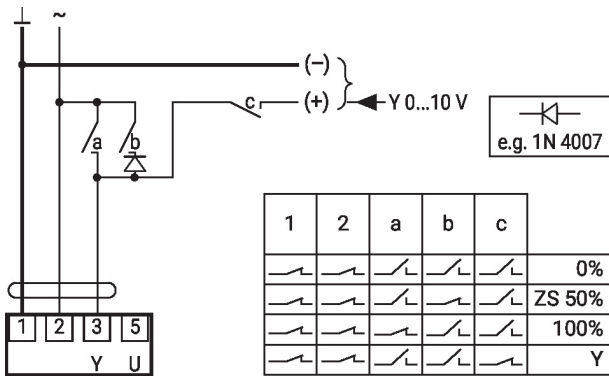 ⊥ ~
(–)
c (+) Y 0...10 V
a b
e.g. 1N 4007
1 2 a b c
0%
ZS 50%
100%
Y
1 2 3 5
Y U